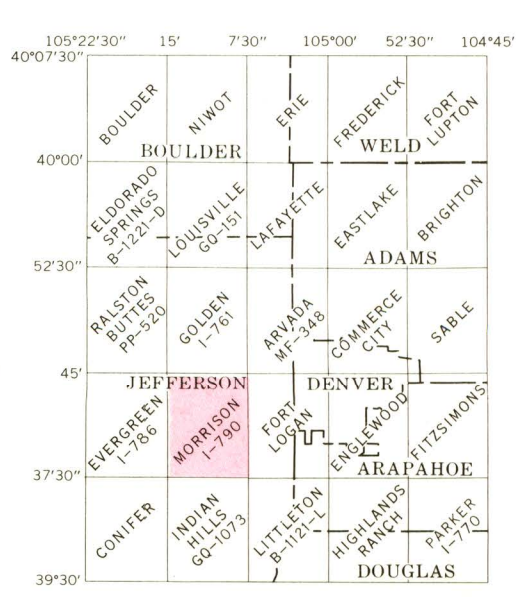 105°22'30" 15' 7'30" 105°00' 52'30" 104°45'
40°07'30"
BOULDER
NIWOT
ERIE
FREDERICK
FORT
LUPTON
BOULDER
WELD
40°00'
ELDORADO
SPRINGS
B-1221-D
LOUISVILLE
GQ-151
LAFAYETTE
EASTLAKE
BRIGHTON
ADAMS
52'30"
RALSTON
BUTTES
PP-520
GOLDEN
I-761
ARVADA
MF-348
COMMERCE
CITY
SABLE
45'
JEFFERSON
DENVER
EVERGREEN
I-786
MORRISON
I-790
FORT
LOGAN
ENGLEWOOD
FITZSIMONS
ARAPAHOE
37'30"
CONIFER
INDIAN
HILLS
GQ-1073
LITTLETON
B-1121-L
HIGHLANDS
RANCH
PARKER
I-770
DOUGLAS
39°30'